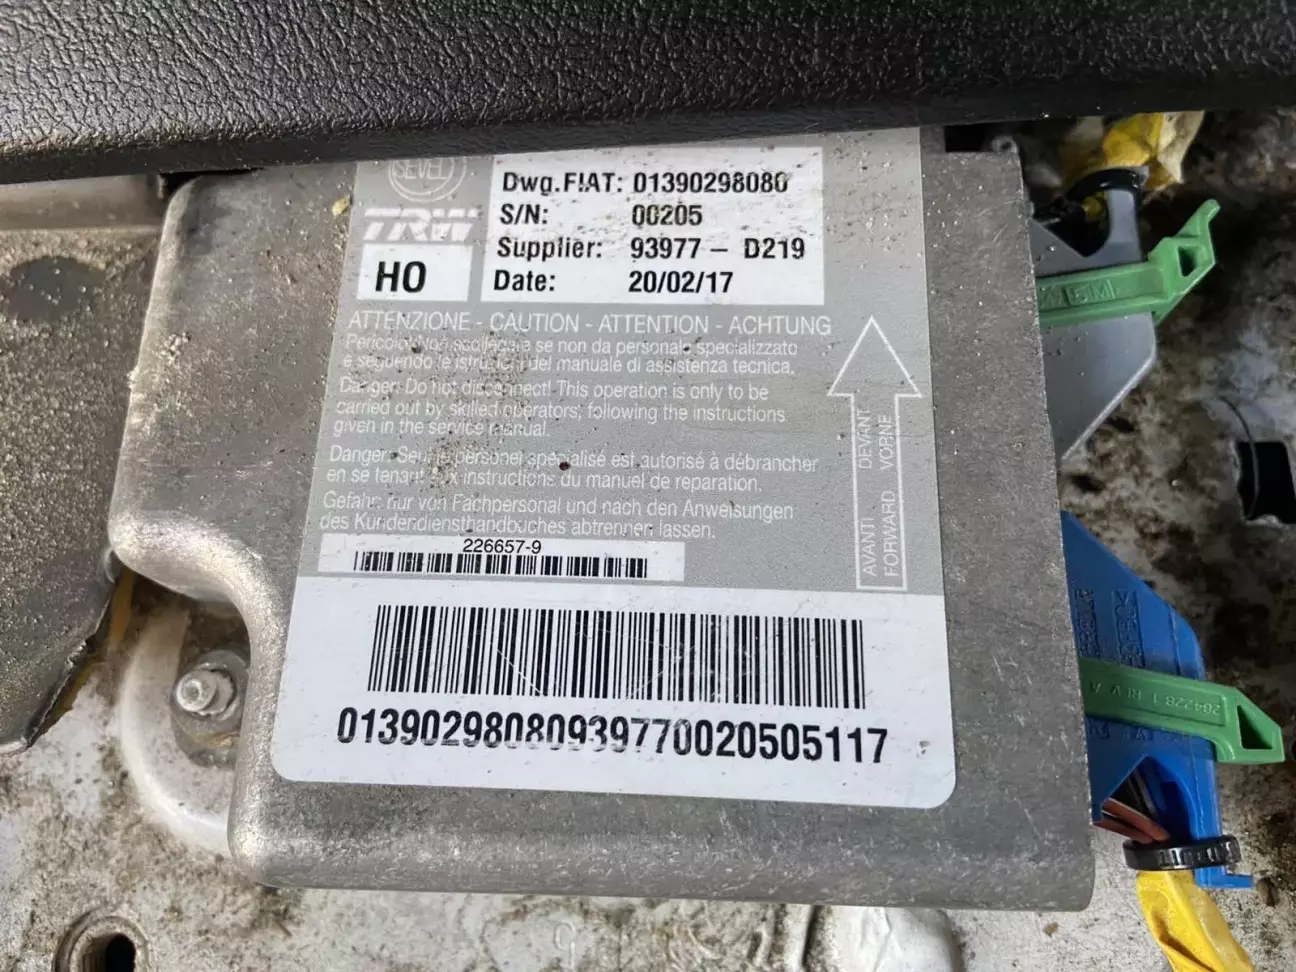 SEVEL
TRW
HO
Dwg.FIAT: 01390298080
S/N: 00205
Supplier: 93977 - D219
Date: 20/02/17
ATTENZIONE - CAUTION - ATTENTION - ACHTUNG
Pericolo! Non scollegare se non da personale specializzato
e seguendo le istruzioni del manuale di assistenza tecnica.
Danger: Do not disconnect! This operation is only to be
carried out by skilled operators, following the instructions
given in the service manual.
Danger: Seul le personel spécialisé est autorisé à débrancher
en se tenant aux instructions du manuel de reparation.
Gefahr: nur von Fachpersonal und nach den Anweisungen
des Kundendiensthandbuches abtrennen lassen.
AVANTI DEVANT
FORWARD VORNE
226657-9
01390298080939770020505117
2842281 REV A